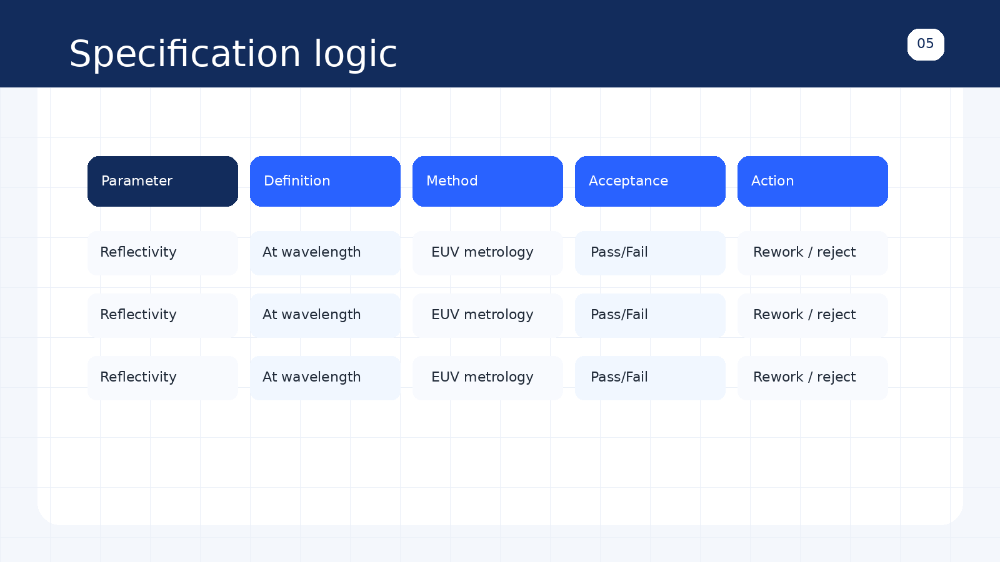 Specification logic
05
Parameter Definition Method Acceptance Action
Reflectivity At wavelength EUV metrology Pass/Fail Rework / reject
Reflectivity At wavelength EUV metrology Pass/Fail Rework / reject
Reflectivity At wavelength EUV metrology Pass/Fail Rework / reject